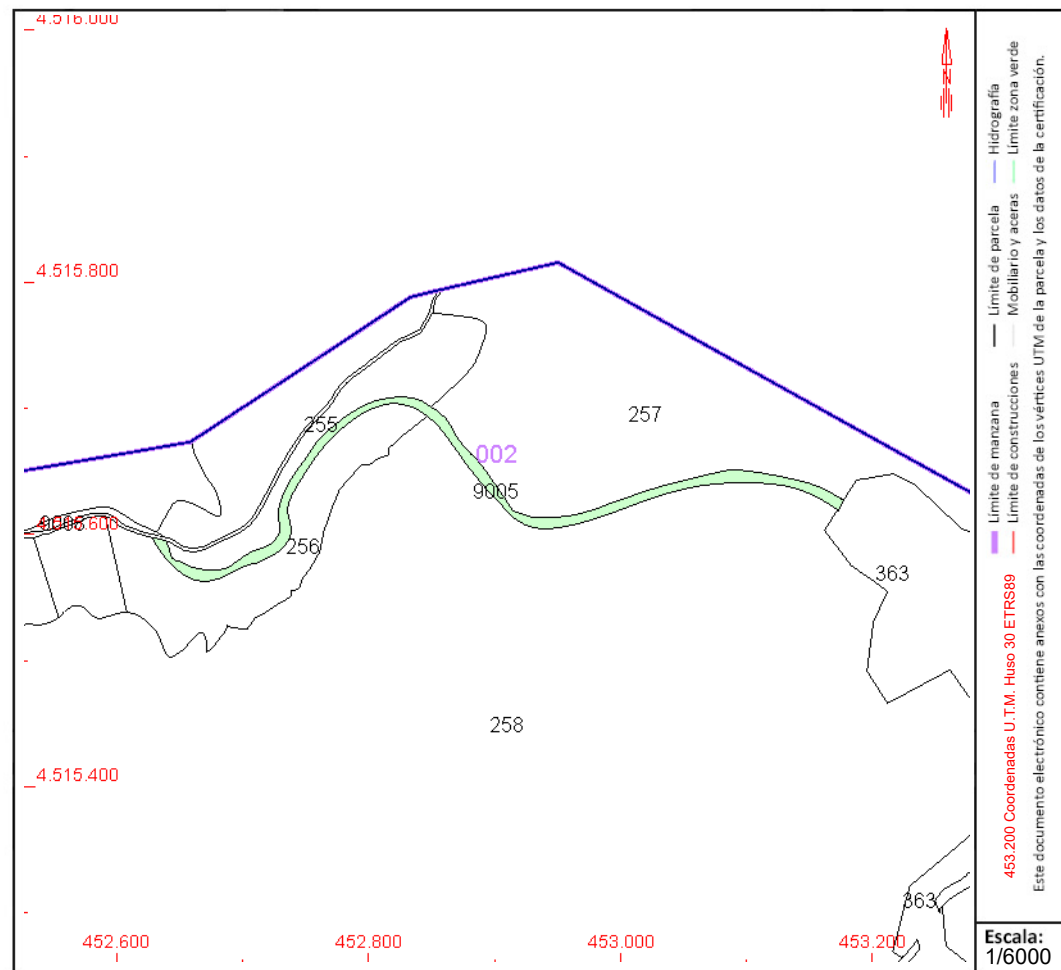 4.516.000
N
4.515.800
255
257
002
9005
9008
4.515.600
256
363
258
4.515.400
363
452.600
452.800
453.000
453.200
Límite de manzana
Límite de parcela
Hidrografía
Límite de construcciones
Mobiliario y aceras
Límite zona verde
453.200 Coordenadas U.T.M. Huso 30 ETRS89
Este documento electrónico contiene anexos con las coordenadas de los vértices UTM de la parcela y los datos de la certificación.
Escala:
1/6000